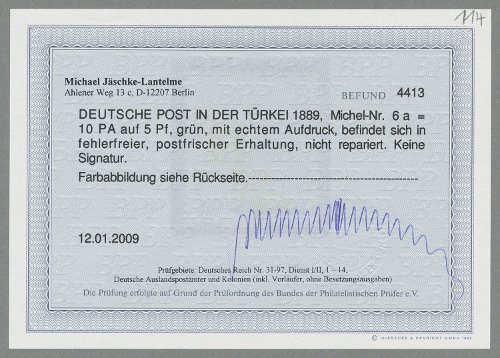 114
Michael Jäschke-Lantelme
Ahlener Weg 13 c, D-12207 Berlin
BEFUND 4413
DEUTSCHE POST IN DER TÜRKEI 1889, Michel-Nr. 6 a =
10 PA auf 5 Pf, grün, mit echtem Aufdruck, befindet sich in
fehlerfreier, postfrischer Erhaltung, nicht repariert. Keine
Signatur.
Farbabbildung siehe Rückseite.--------------------------------------------
12.01.2009
Prüfgebiete Deutsches Reich Nr. 31-97, Dienst I/II, 1 – 14,
Deutsche Auslandspostämter und Kolonien (inkl. Vorläufer, ohne Besetzungsausgaben)
Die Prüfung erfolgte auf Grund der Prüfordnung des Bundes der Philatelistischen Prüfer e.V.
© GIESECKE & DEVRIENT GMBH